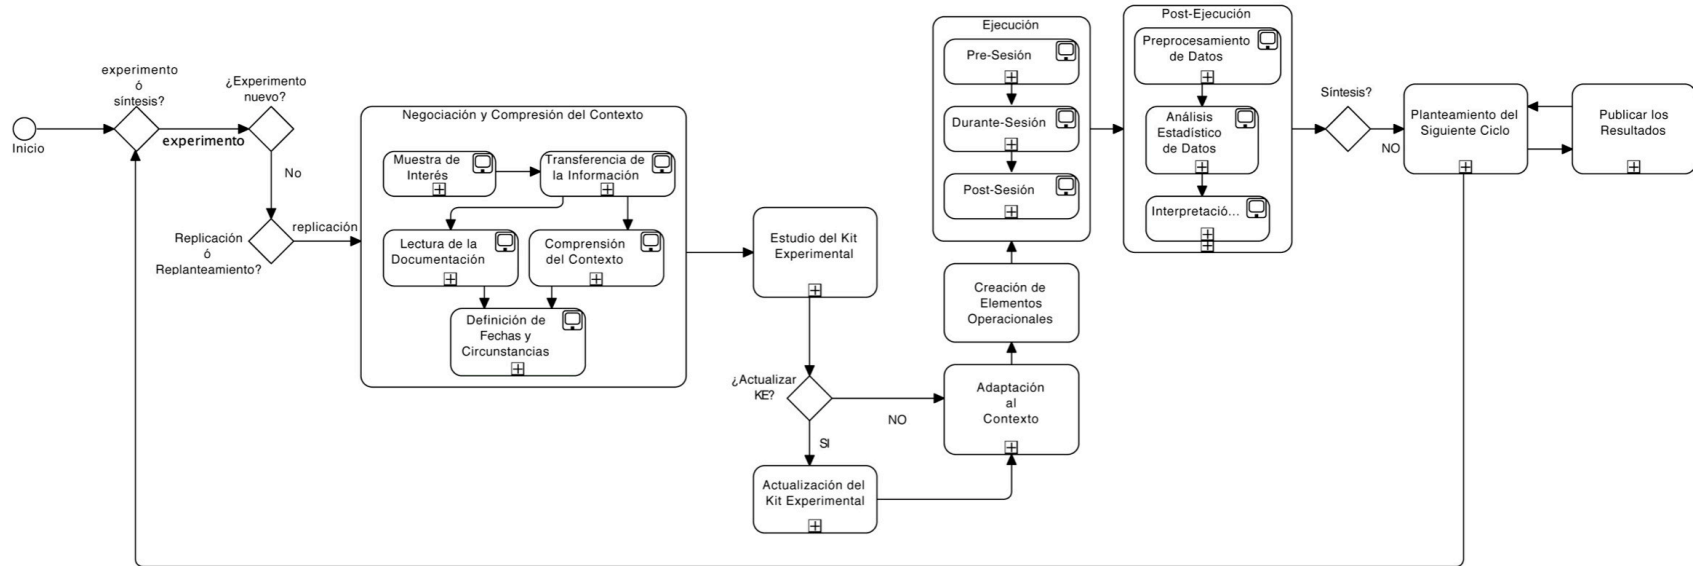 Inicio
experimento
ó
síntesis?
experimento
¿Experimento
nuevo?
No
Replicación
ó
Replanteamiento?
replicación
Negociación y Compresión del Contexto
Muestra de
Interés
Transferencia de
la Información
Lectura de la
Documentación
Comprensión
del Contexto
Definición de
Fechas y
Circunstancias
Estudio del Kit
Experimental
¿Actualizar
KE?
NO
SI
Actualización del
Kit Experimental
Adaptación
al
Contexto
Creación de
Elementos
Operacionales
Ejecución
Pre-Sesión
Durante-Sesión
Post-Sesión
Post-Ejecución
Preprocesamiento
de Datos
Análisis
Estadístico
de Datos
Interpretació...
Síntesis?
NO
Planteamiento del
Siguiente Ciclo
Publicar los
Resultados